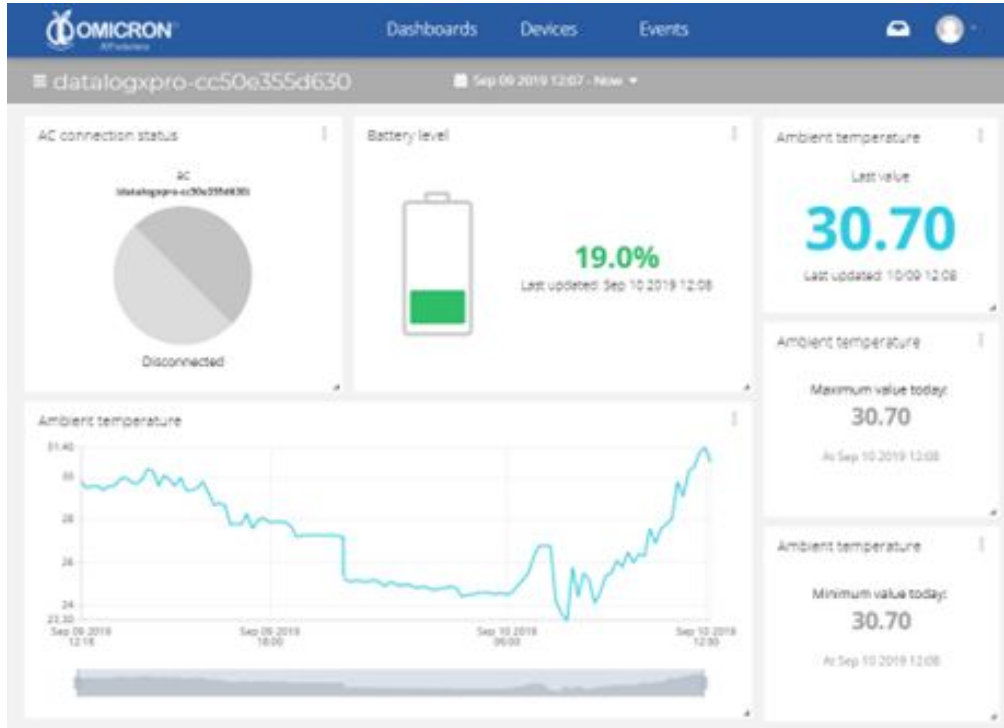 OMICRON
Dashboards
Devices
Events
datalogxpro-cc50e355d630
Sep 09 2019 12:07 - Now
AC connection status
ac
(datalogxpro-cc50e355d630)
Disconnected
Battery level
19.0%
Last updated: Sep 10 2019 12:08
Ambient temperature
Last value
30.70
Last updated: 10/09 12:08
Ambient temperature
Maximum value today:
30.70
At Sep 10 2019 12:08
Ambient temperature
31.40
30
28
26
24
23.30
Sep 09 2019
12:16
Sep 09 2019
18:00
Sep 10 2019
06:00
Sep 10 2019
12:00
Ambient temperature
Minimum value today:
30.70
At Sep 10 2019 12:08